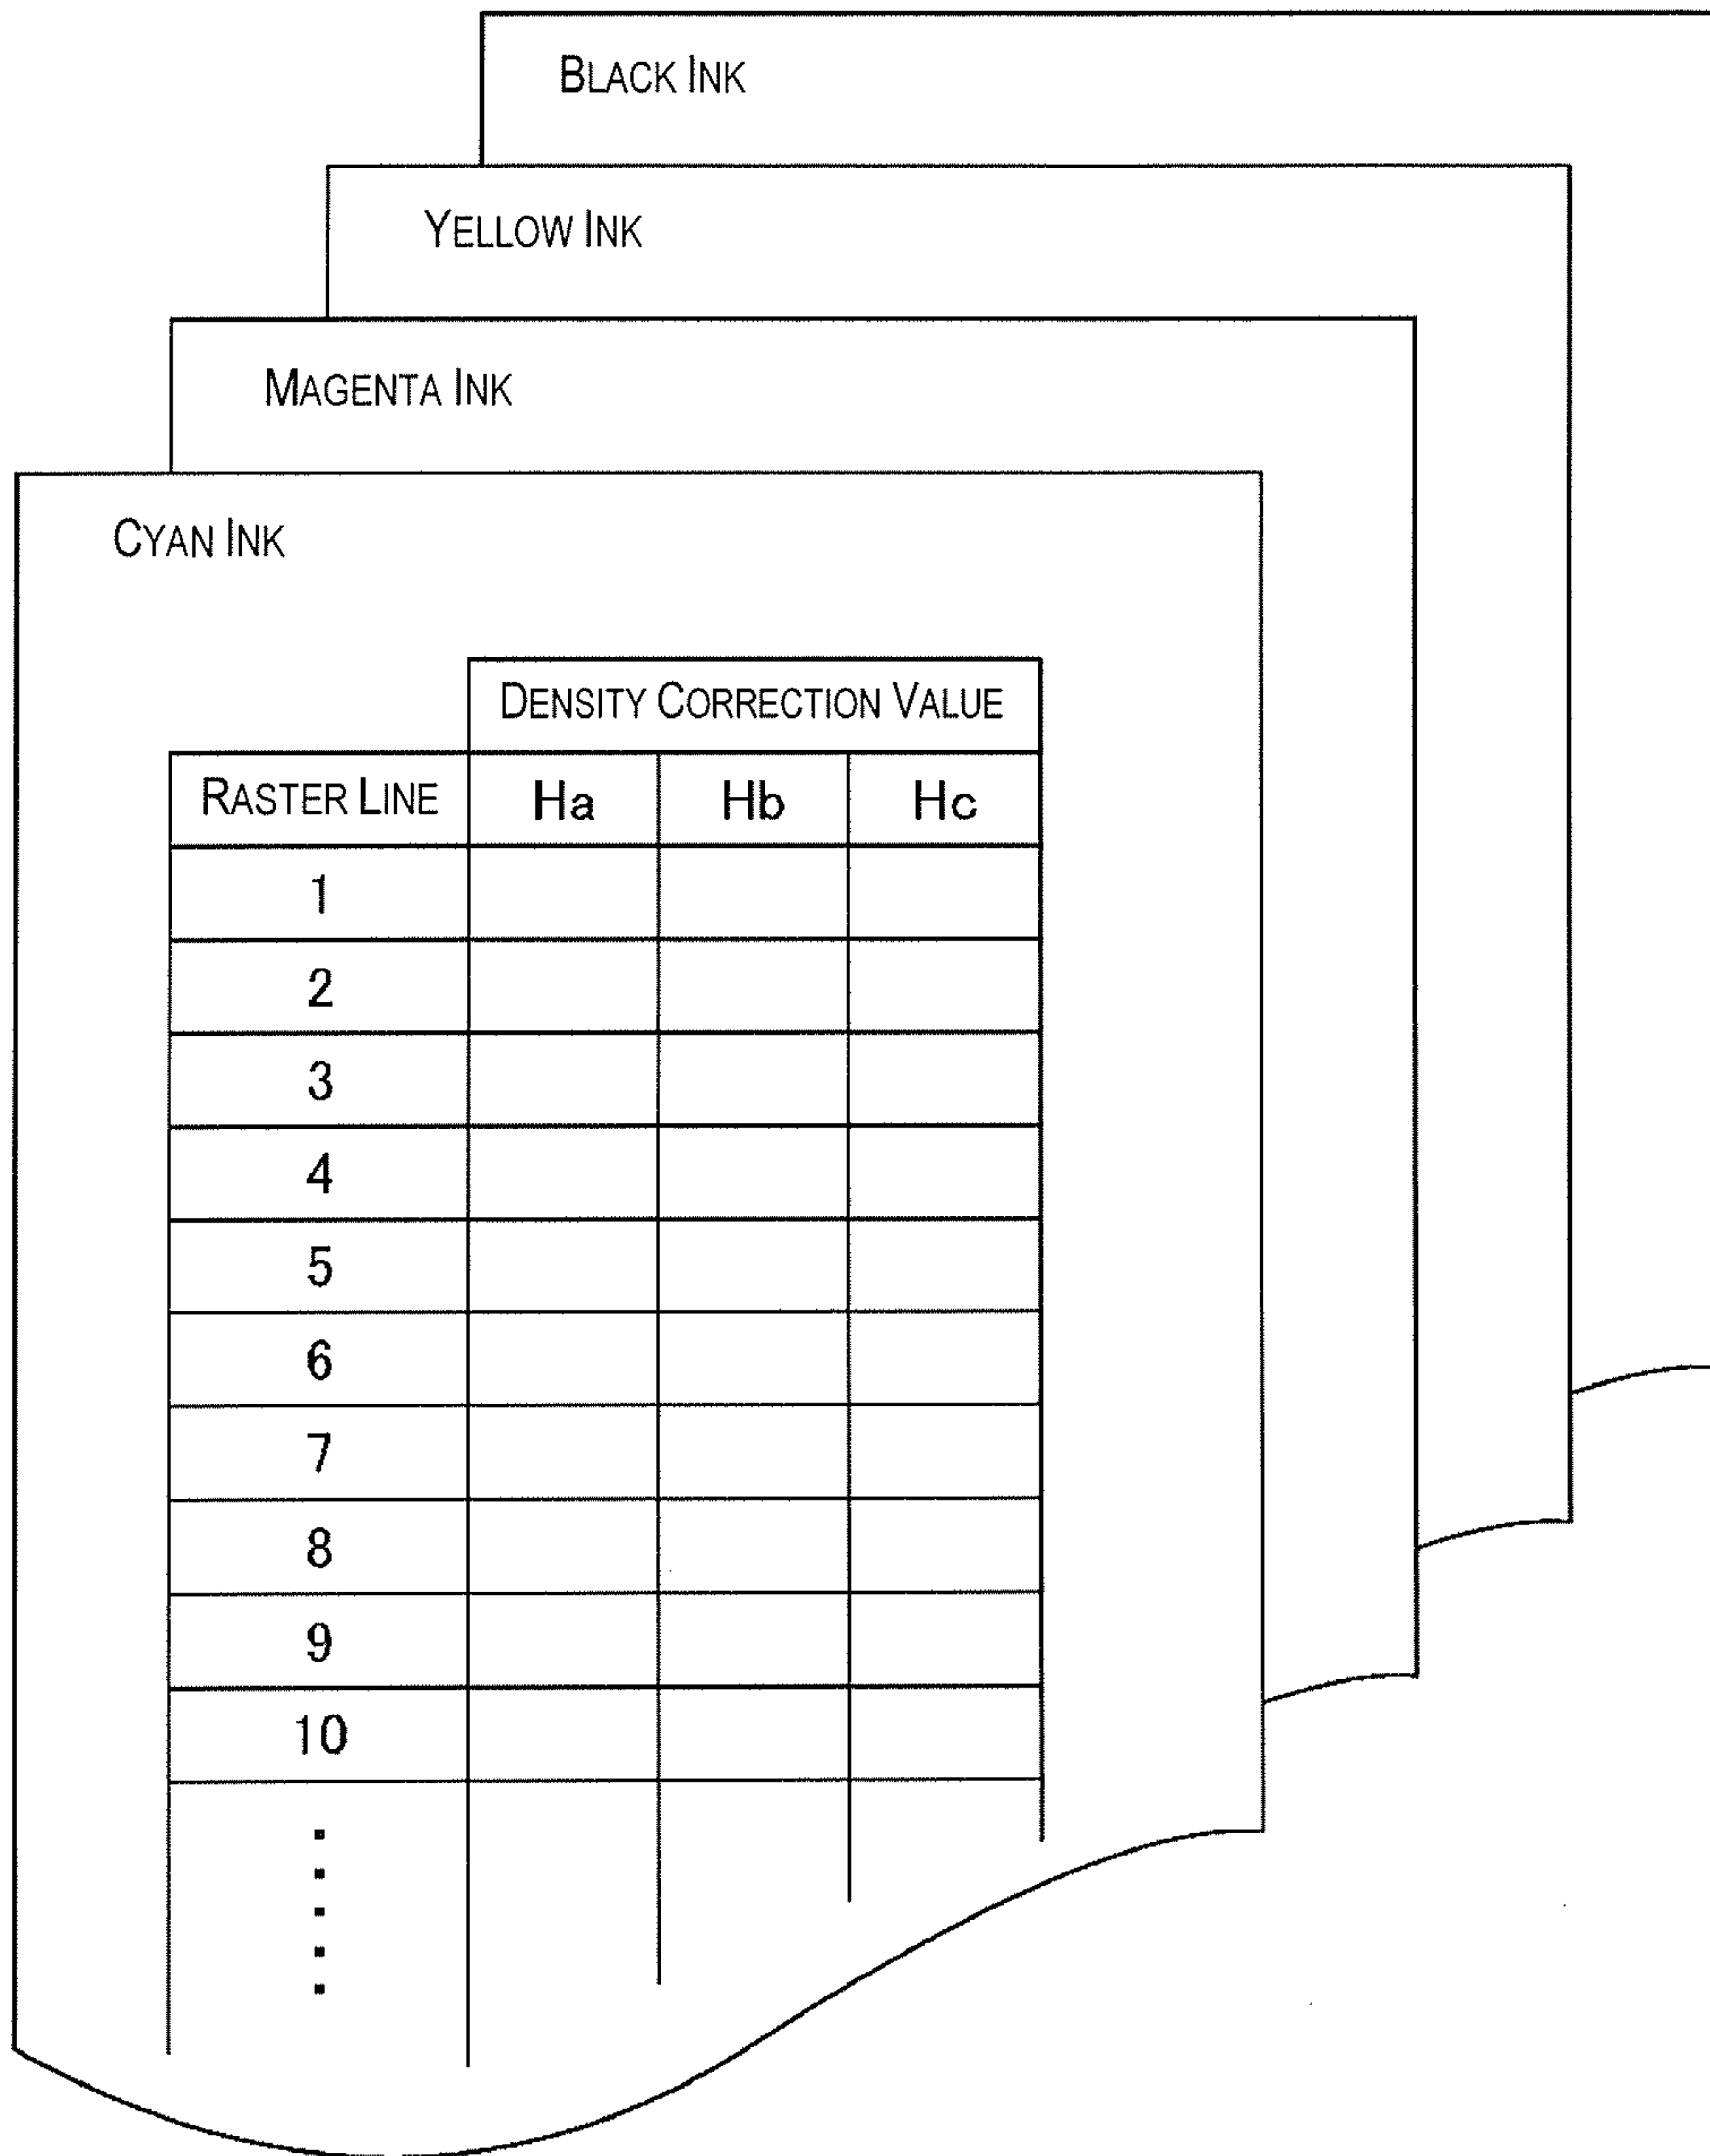 BLACK INK
YELLOW INK
MAGENTA INK
CYAN INK
DENSITY CORRECTION VALUE
RASTER LINE Ha Hb Hc
1
2
3
4
5
6
7
8
9
10